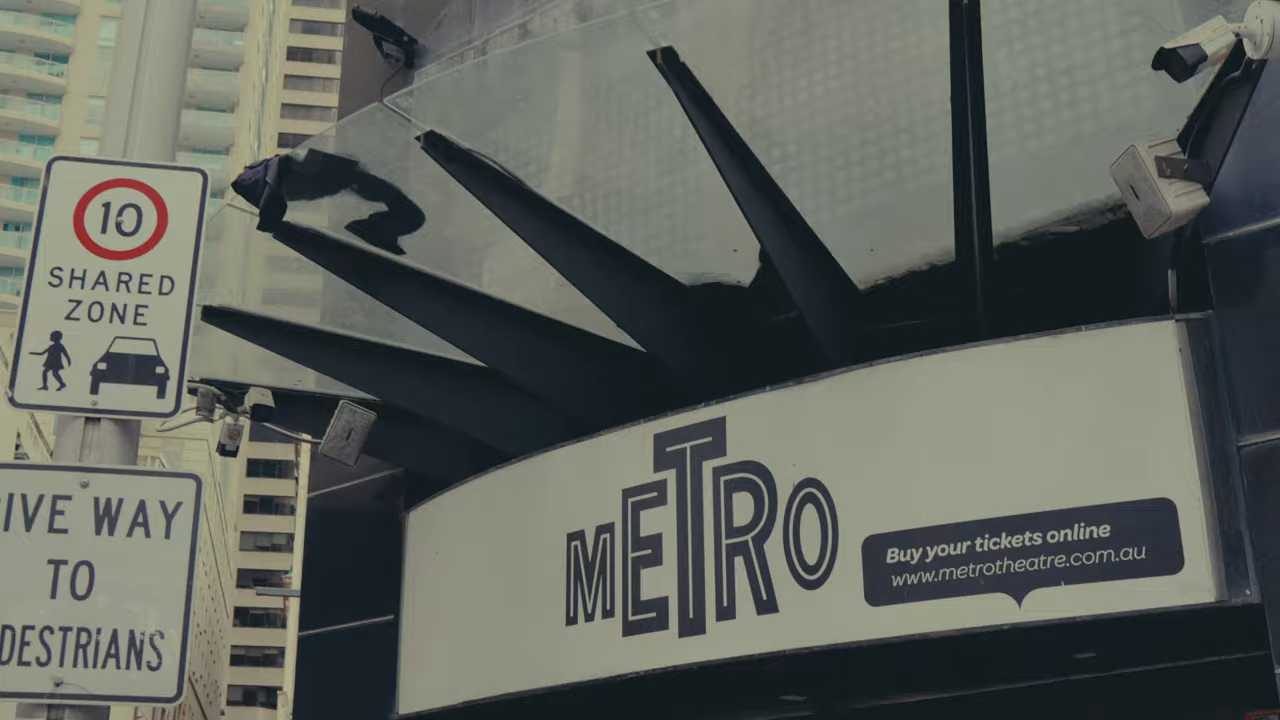 10
SHARED
ZONE
IVE WAY
TO
DESTRIANS
METRO
Buy your tickets online
www.metrotheatre.com.au